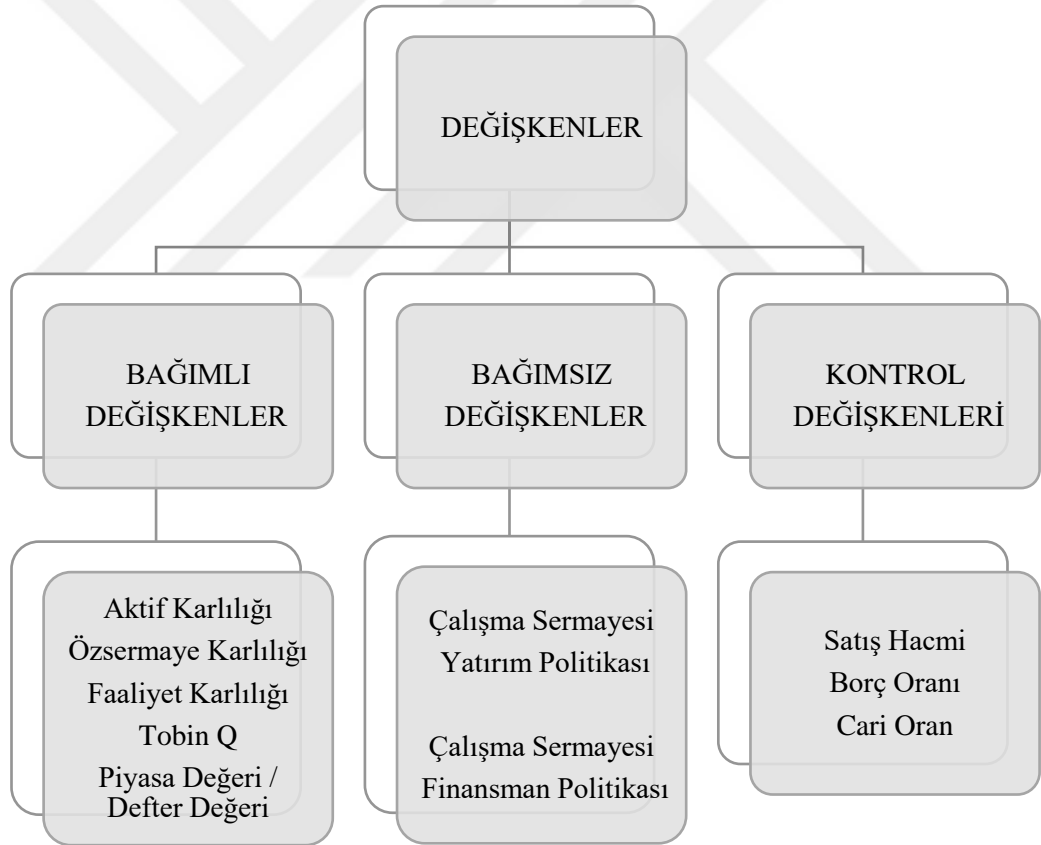 DEĞİŞKENLER
BAĞIMLI
DEĞİŞKENLER
BAĞIMSIZ
DEĞİŞKENLER
KONTROL
DEĞİŞKENLERİ
Aktif Karlılığı
Özsermaye Karlılığı
Faaliyet Karlılığı
Tobin Q
Piyasa Değeri /
Defter Değeri
Çalışma Sermayesi
Yatırım Politikası
Çalışma Sermayesi
Finansman Politikası
Satış Hacmi
Borç Oranı
Cari Oran